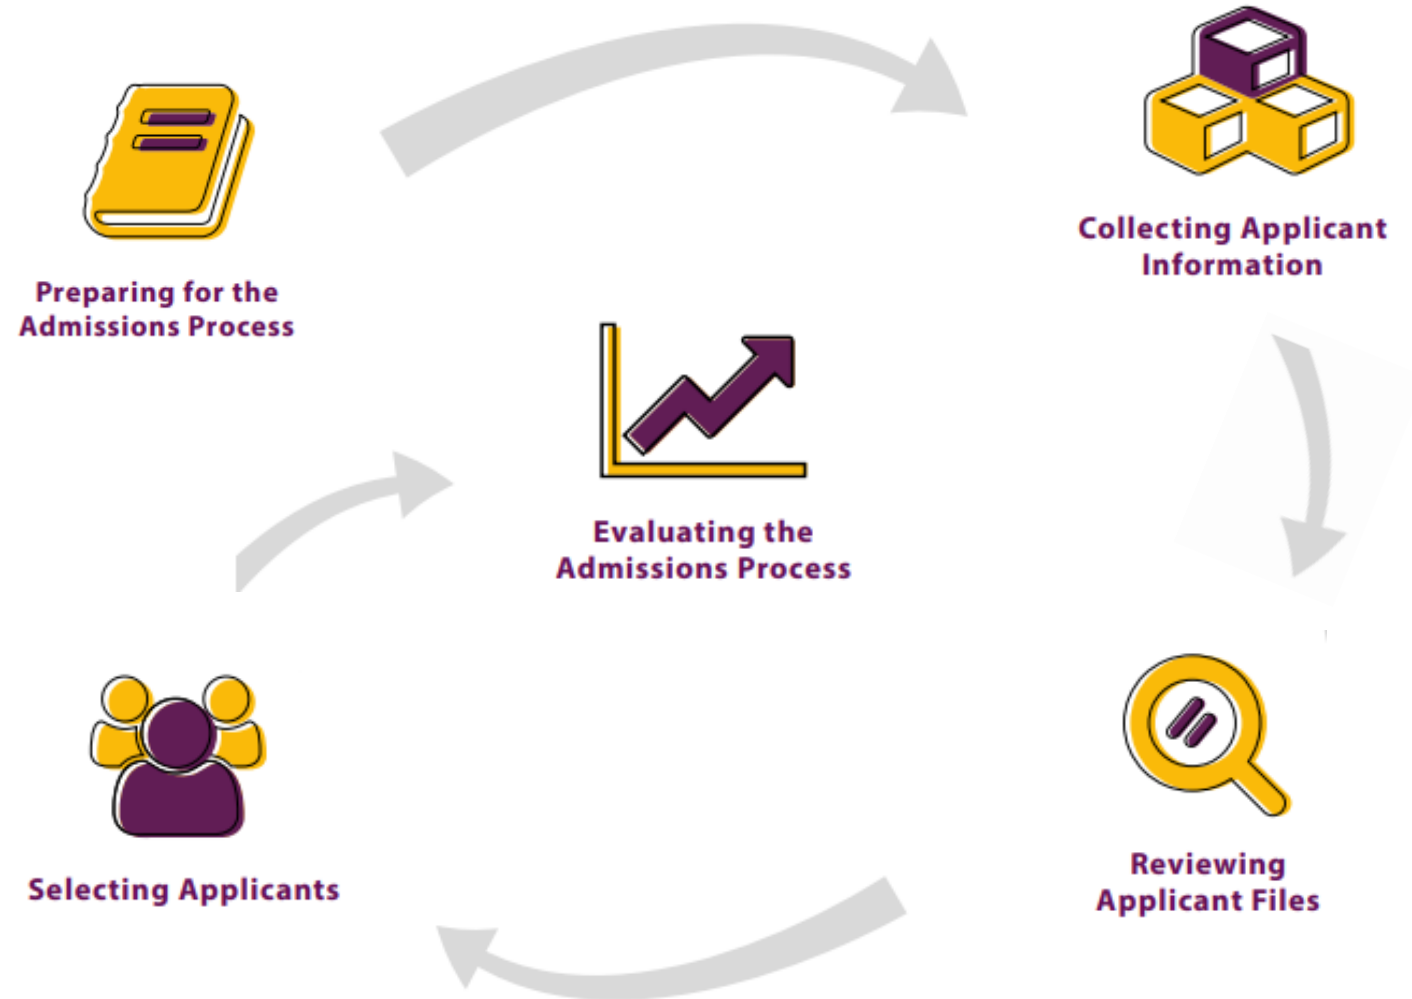 Preparing for the
Admissions Process
Collecting Applicant
Information
Evaluating the
Admissions Process
Reviewing
Applicant Files
Selecting Applicants